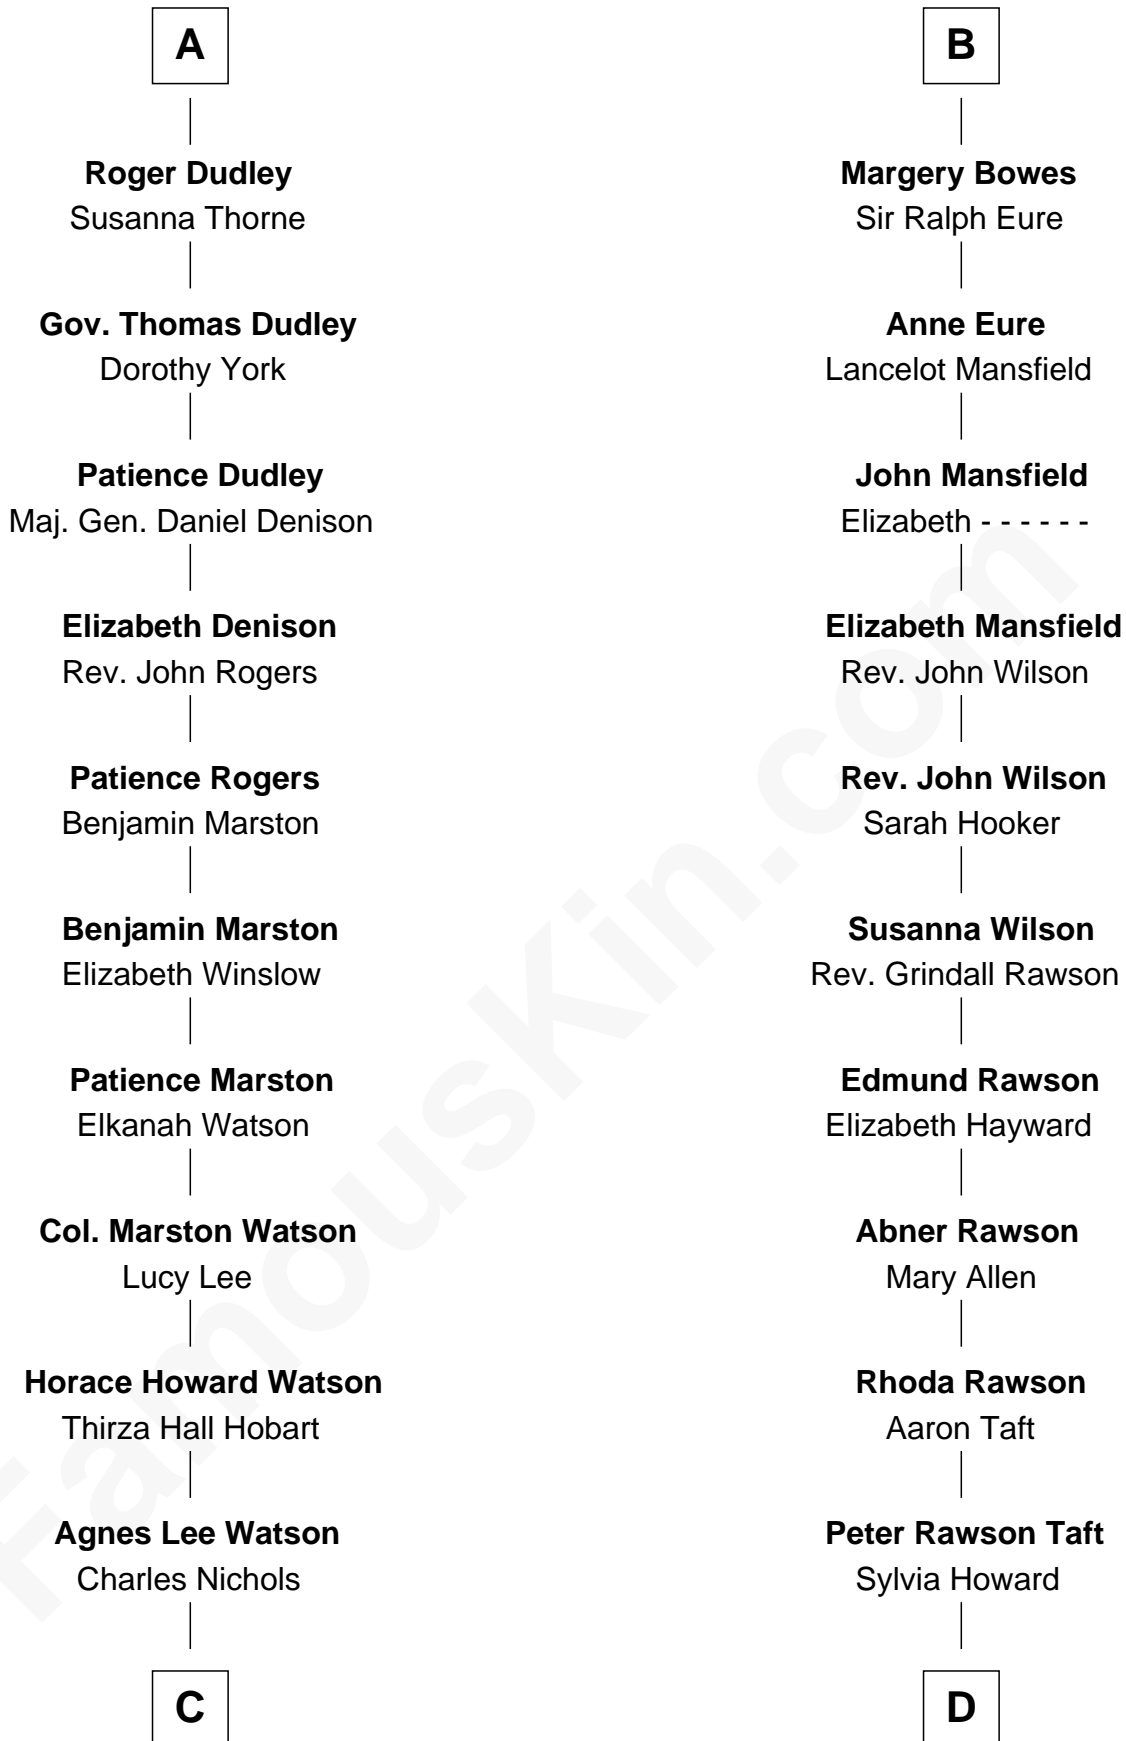 A
Roger Dudley
Susanna Thorne
Gov. Thomas Dudley
Dorothy York
Patience Dudley
Maj. Gen. Daniel Denison
Elizabeth Denison
Rev. John Rogers
Patience Rogers
Benjamin Marston
Benjamin Marston
Elizabeth Winslow
Patience Marston
Elkanah Watson
Col. Marston Watson
Lucy Lee
Horace Howard Watson
Thirza Hall Hobart
Agnes Lee Watson
Charles Nichols
C
B
Margery Bowes
Sir Ralph Eure
Anne Eure
Lancelot Mansfield
John Mansfield
Elizabeth - - - - - -
Elizabeth Mansfield
Rev. John Wilson
Rev. John Wilson
Sarah Hooker
Susanna Wilson
Rev. Grindall Rawson
Edmund Rawson
Elizabeth Hayward
Abner Rawson
Mary Allen
Rhoda Rawson
Aaron Taft
Peter Rawson Taft
Sylvia Howard
D
FamousKin.com